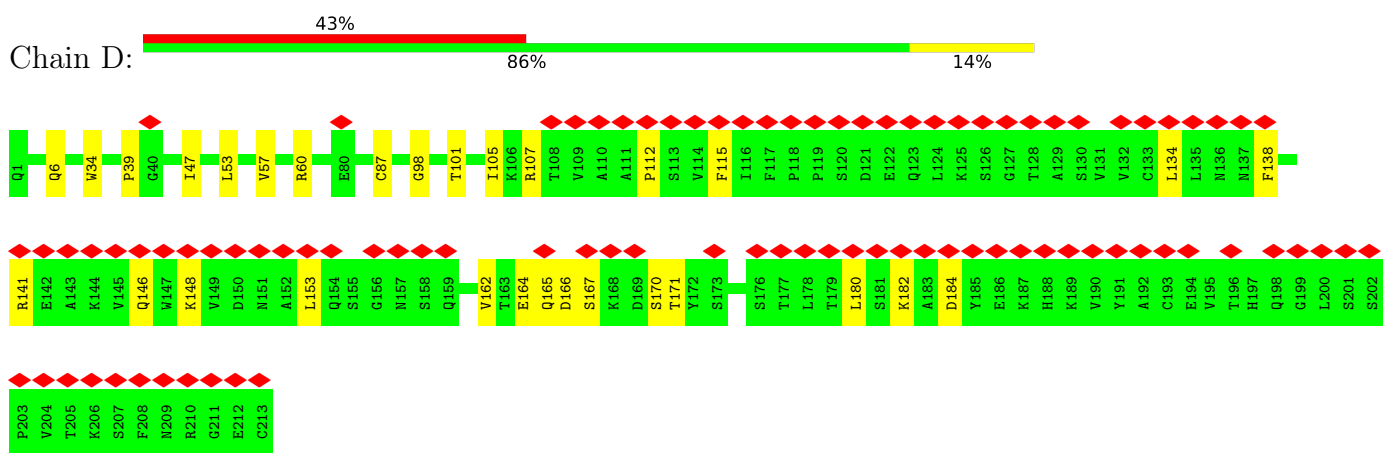 43%
Chain D:
86% 14%
Q1 Q6 W34 P39 G40 I47 L53 V57 R60 E80 C87 G98 T101 I105 K106 R107 T108 V109 A110 A111 P112 S113 V114 F115 I116 F117 P118 P119 S120 D121 E122 Q123 L124 K125 S126 G127 T128 A129 S130 V131 V132 C133 L134 L135 N136 N137 F138
R141 E142 A143 K144 V145 Q146 W147 K148 V149 D150 N151 A152 L153 Q154 S155 G156 N157 S158 Q159 V162 T163 E164 Q165 D166 S167 K168 D169 S170 T171 Y172 S173 S176 T177 L178 T179 L180 S181 K182 A183 D184 Y185 E186 K187 H188 K189 V190 Y191 A192 C193 E194 V195 T196 H197 Q198 G199 L200 S201 S202
P203 V204 T205 K206 S207 F208 N209 R210 G211 E212 C213